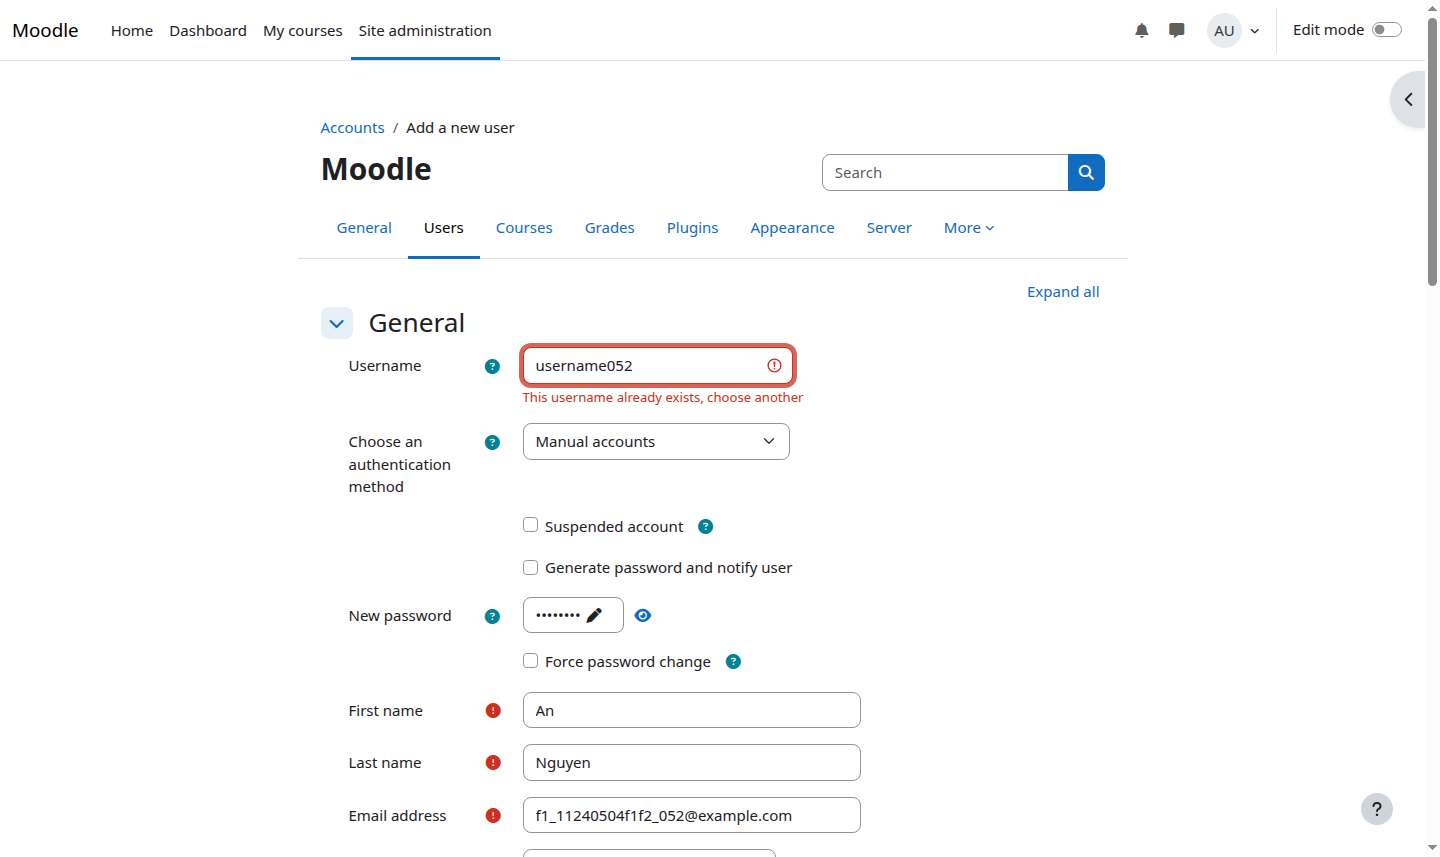 Moodle
Home
Dashboard
My courses
Site administration
AU
Edit mode
Accounts / Add a new user
Moodle
Search
General
Users
Courses
Grades
Plugins
Appearance
Server
More
Expand all
General
Username
username052
This username already exists, choose another
Choose an
authentication
method
Manual accounts
Suspended account
Generate password and notify user
New password
••••••••
Force password change
First name
An
Last name
Nguyen
Email address
f1_11240504f1f2_052@example.com